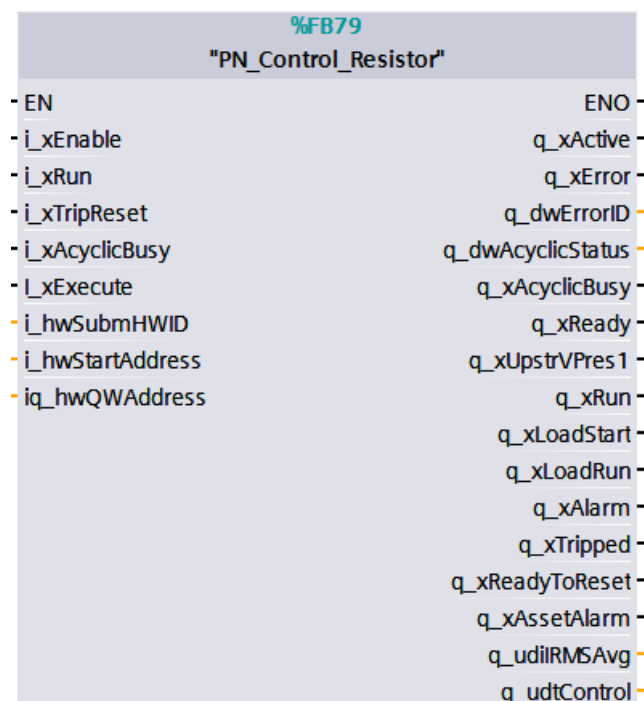 %FB79
"PN_Control_Resistor"
EN ENO
i_xEnable q_xActive
i_xRun q_xError
i_xTripReset q_dwErrorID
i_xAcyclicBusy q_dwAcyclicStatus
I_xExecute q_xAcyclicBusy
i_hwSubmHWID q_xReady
i_hwStartAddress q_xUpstrVPres1
iq_hwQWAddress q_xRun
q_xLoadStart
q_xLoadRun
q_xAlarm
q_xTripped
q_xReadyToReset
q_xAssetAlarm
q_udiIRMSAvg
q_udtControl